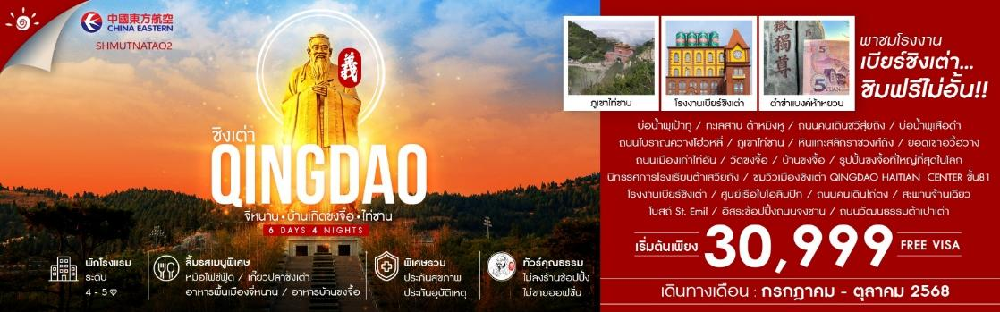 中國東方航空
CHINA EASTERN
SHMUTNATAO2
義
ชิงเต่า
QINGDAO
จี่หนาน • บ้านเกิดขงจื้อ • ไท่ซาน
6 DAYS 4 NIGHTS
พักโรงแรม
ระดับ
4 - 5
ลิ้มรสเมนูพิเศษ
หม้อไฟซีฟู้ด / เกี๊ยวปลาชิงเต่า
อาหารพื้นเมืองจี่หนาน / อาหารบ้านขงจื้อ
พิเศษรวม
ประกันสุขภาพ
ประกันอุบัติเหตุ
ทัวร์คุณธรรม
ไม่ลงร้านช้อปปิ้ง
ไม่ขายออฟชั่น
獨尊
5
5 YUAN
ภูเขาไท่ซาน
โรงงานเบียร์ชิงเต่า
ตำข่าแบงค์ห้าหยวน
พาชมโรงงาน
เบียร์ชิงเต่า...
ชิมฟรีไม่อั้น!!
บ่อน้ำพุเป้าทู / ทะเลสาบ ต้าหมิงหู / ถนนคนเดินชวีสุ่ยถิง / บ่อน้ำพุเสือดำ
ถนนโบราณควางโฮ่วหลี่ / ภูเขาไท่ซาน / หินแกะสลักราชวงศ์ถัง / ยอดเขาอวี้ฮวาง
ถนนเมืองเก่าไท่อัน / วัดขงจื้อ / บ้านขงจื้อ / รูปปั้นขงจื้อที่ใหญ่ที่สุดในโลก
นิทรรศการโรงเรียนต้าเสวียถัง / ชมวิวเมืองชิงเต่า QINGDAO HAITIAN CENTER ชั้น81
โรงงานเบียร์ชิงเต่า / ศูนย์เรือใบโอลิมปิก / ถนนคนเดินไถ่ตง / สะพานจ้านเฉียว
โบสถ์ St. Emil / อิสระช้อปปิ้งถนนจงซาน / ถนนวัฒนธรรมต้าเปาเต่า
เริ่มต้นเพียง 30,999 FREE VISA
เดินทางเดือน : กรกฎาคม - ตุลาคม 2568